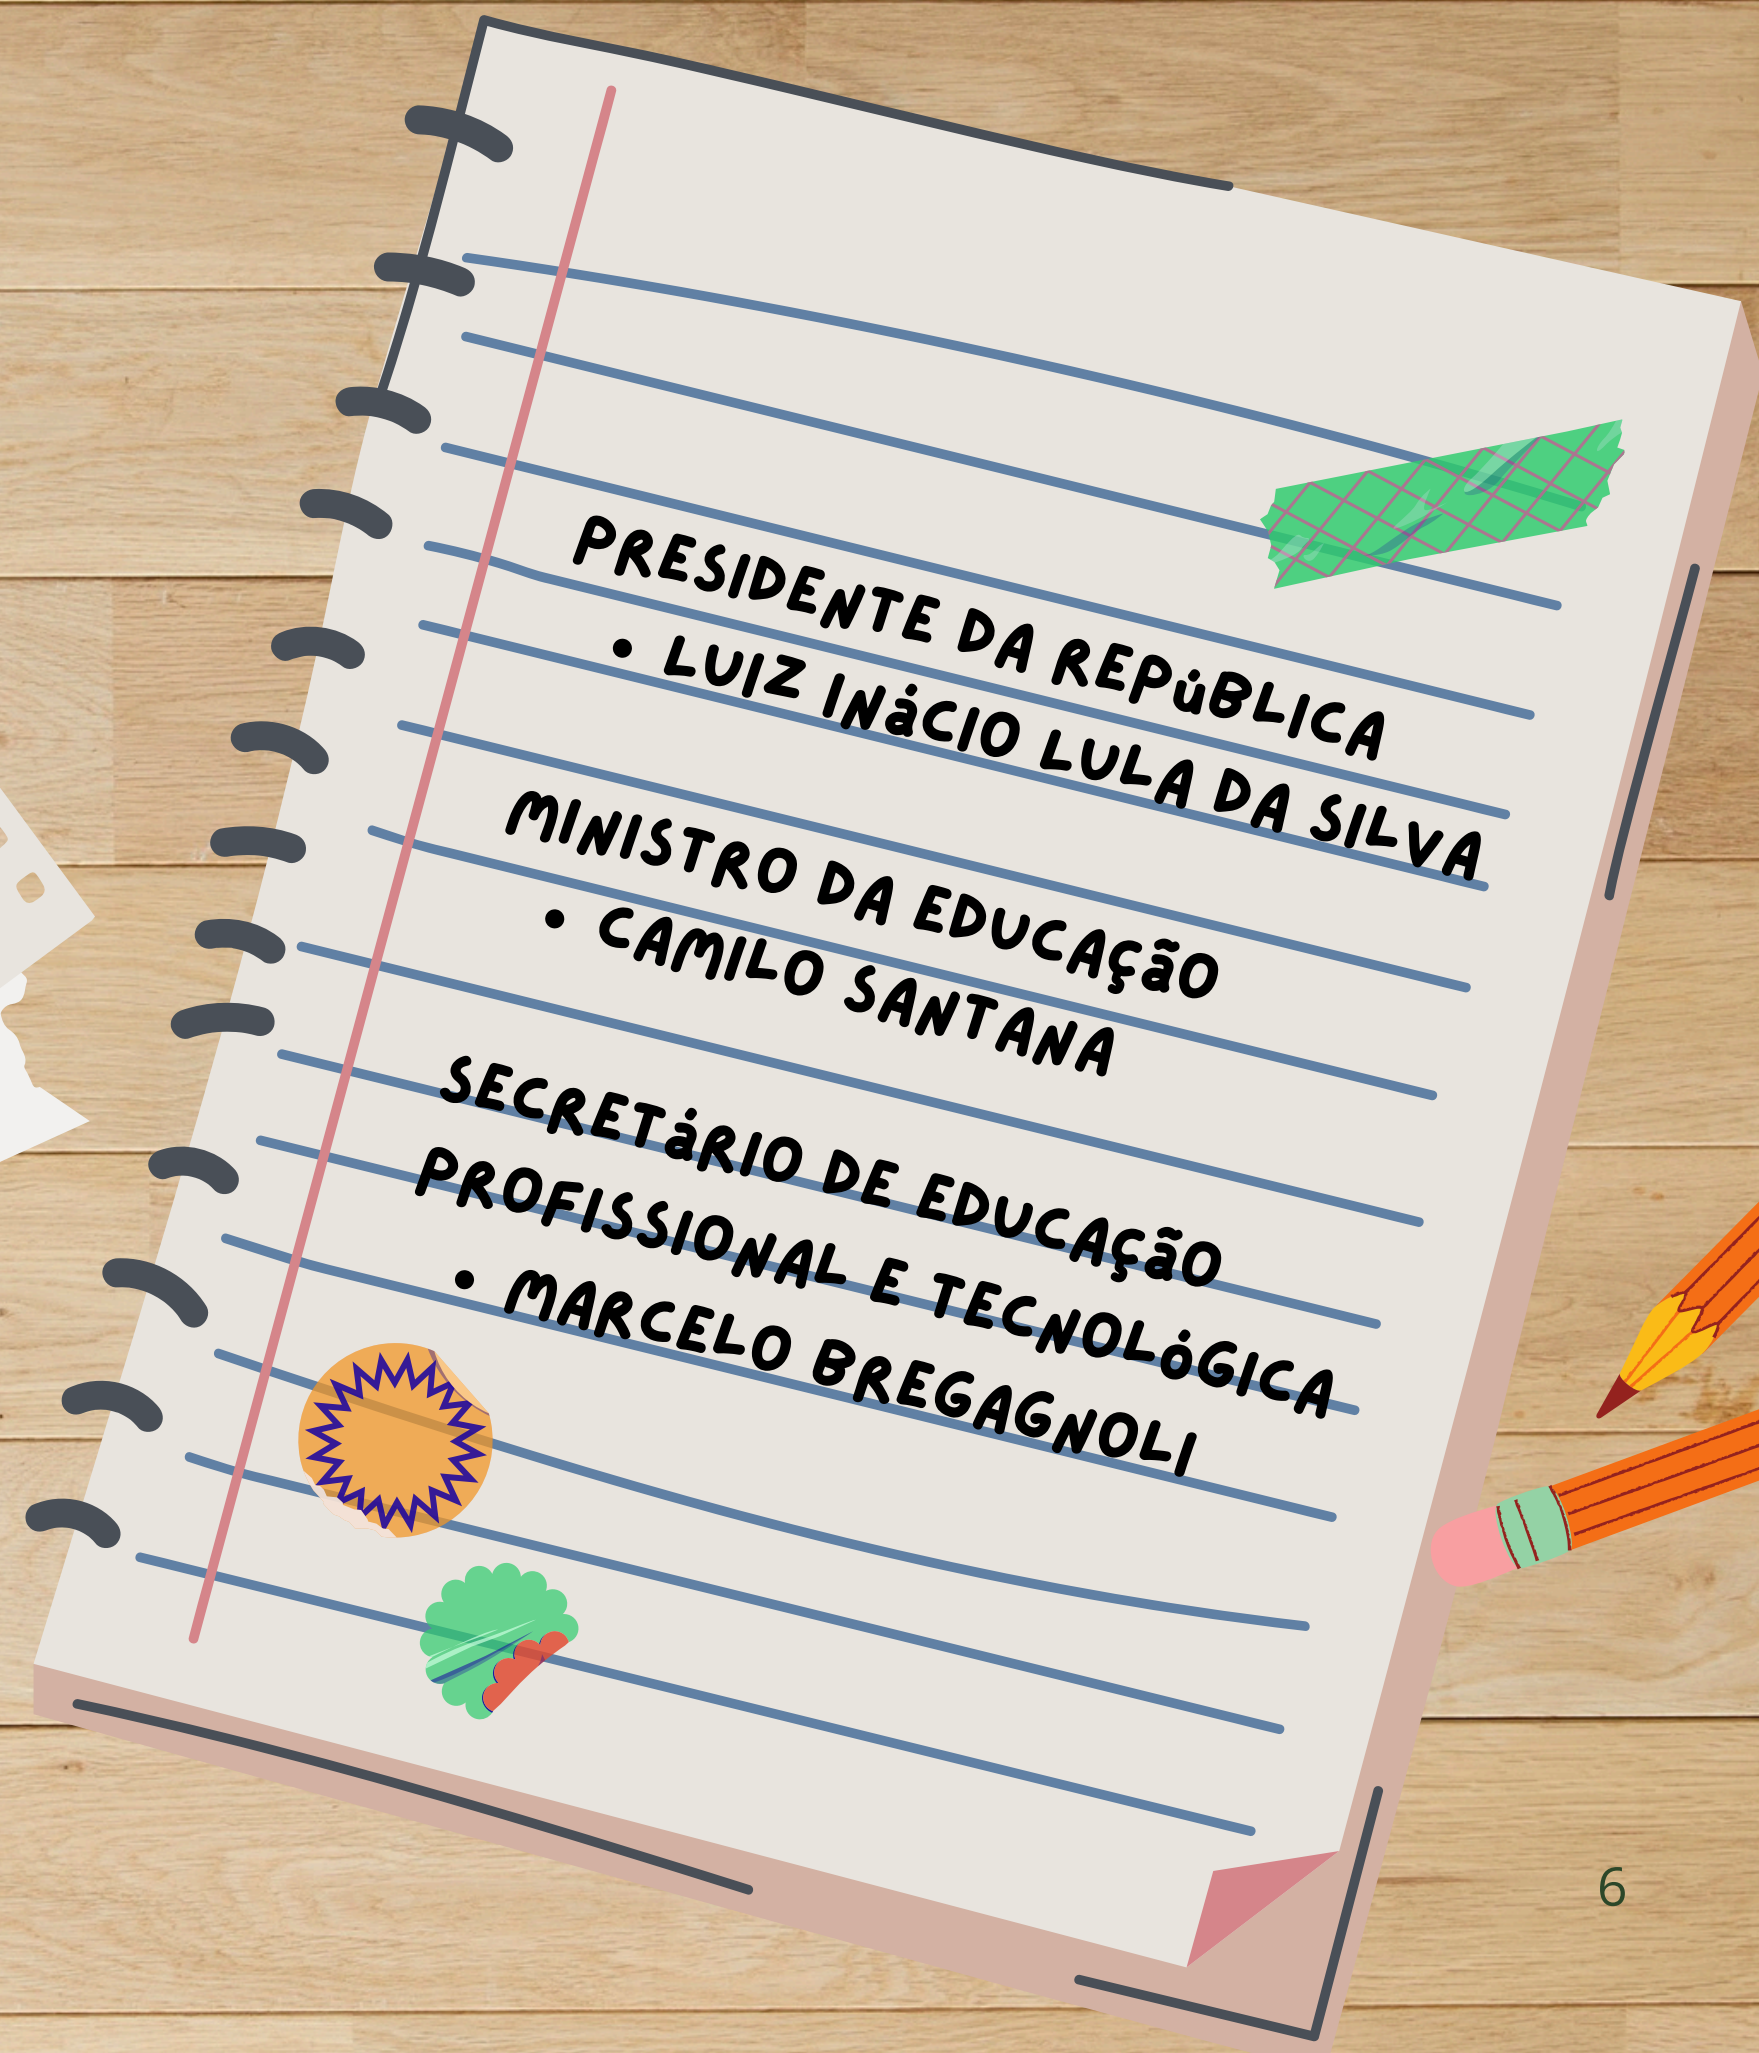 PRESIDENTE DA REPÚBLICA
• LUIZ INÁCIO LULA DA SILVA
MINISTRO DA EDUCAÇÃO
• CAMILO SANTANA
SECRETÁRIO DE EDUCAÇÃO
PROFISSIONAL E TECNOLÓGICA
• MARCELO BREGAGNOLI
6